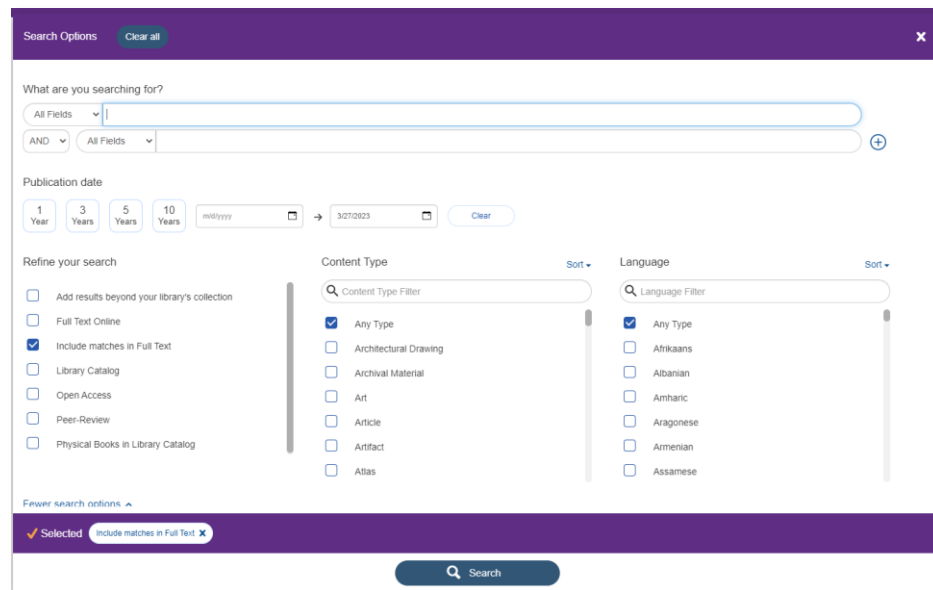 Search Options Clear all
What are you searching for?
All Fields
AND All Fields
Publication date
1 Year 3 Years 5 Years 10 Years m/d/yyyy → 3/27/2023 Clear
Refine your search
Add results beyond your library's collection
Full Text Online
Include matches in Full Text
Library Catalog
Open Access
Peer-Review
Physical Books in Library Catalog
Content Type Sort
Content Type Filter
Any Type
Architectural Drawing
Archival Material
Art
Article
Artifact
Atlas
Language Sort
Language Filter
Any Type
Afrikaans
Albanian
Amharic
Aragonese
Armenian
Assamese
Fewer search options
Selected Include matches in Full Text X
Search